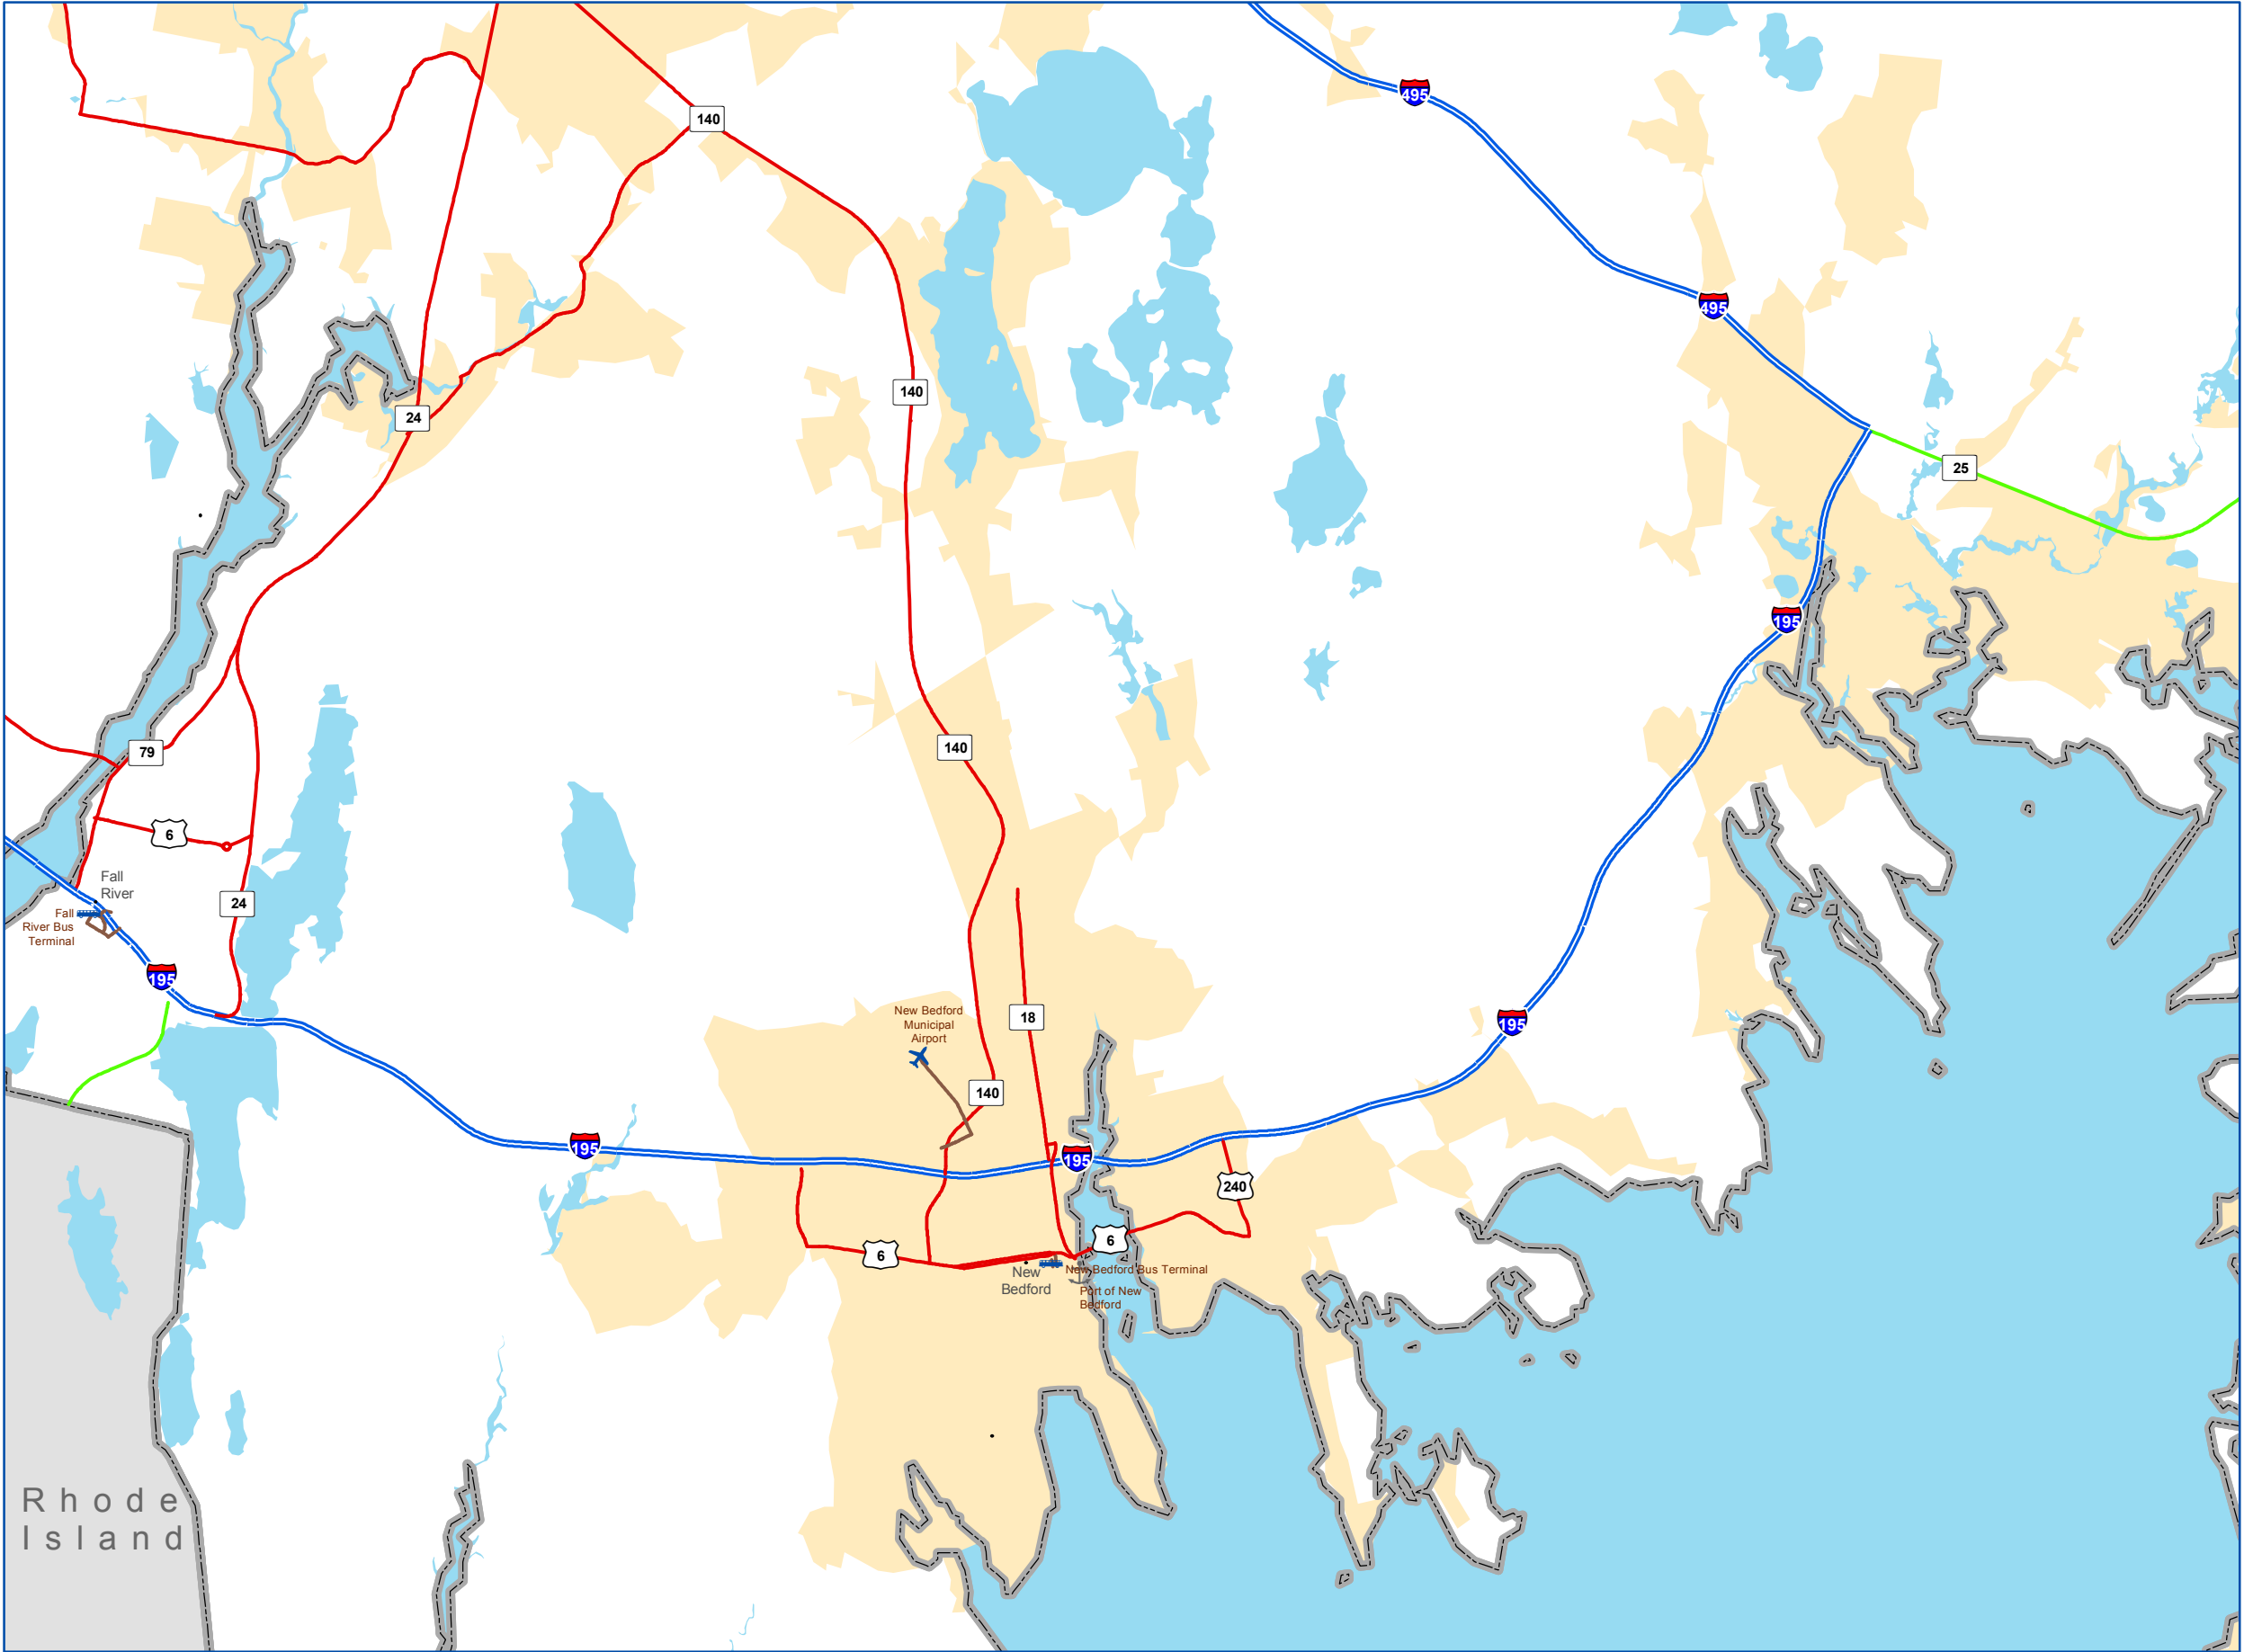 495
140
495
140
24
25
195
79
140
6
Fall
River
24
Fall
River Bus
Terminal
195
New Bedford
Municipal
Airport
18
195
140
195
195
240
6
6
New
Bedford
New Bedford Bus Terminal
Port of New
Bedford
Rhode
Island